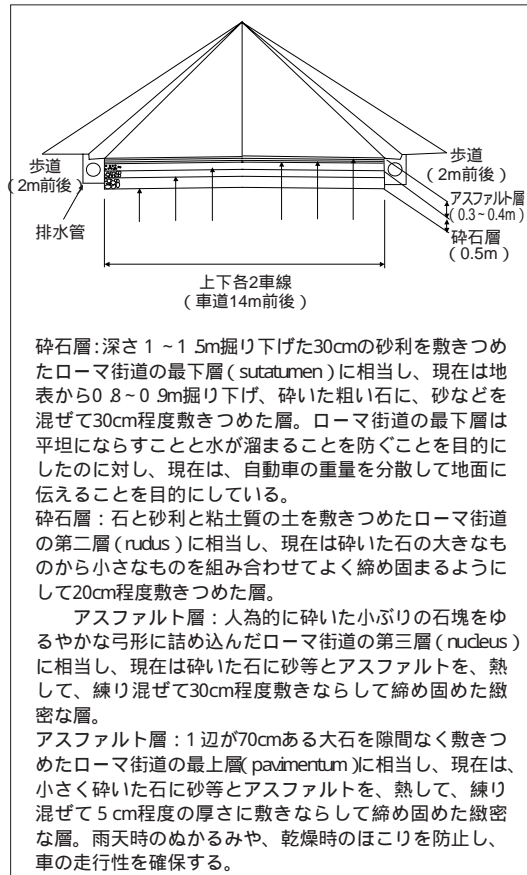 歩道
(2m前後)
排水管
歩道
(2m前後)
アスファルト層
(0.3~0.4m)
砕石層
(0.5m)
上下各2車線
(車道14m前後)
砕石層:深さ1~1.5m掘り下げた30cmの砂利を敷きつめ
たローマ街道の最下層(sutatumen)に相当し、現在は地
表から0.8~0.9m掘り下げ、砕いた粗い石に、砂などを
混ぜて30cm程度敷きつめた層。ローマ街道の最下層は
平坦にならすことと水が溜まることを防ぐことを目的に
したのに対し、現在は、自動車の重量を分散して地面に
伝えることを目的にしている。
砕石層:石と砂利と粘土質の土を敷きつめたローマ街道
の第二層(rudus)に相当し、現在は砕いた石の大きなも
のから小さなものを組み合わせてよく締め固まるように
して20cm程度敷きつめた層。
アスファルト層:人為的に砕いた小ぶりの石塊をゆ
るやかな弓形に詰め込んだローマ街道の第三層(nucleus)
に相当し、現在は砕いた石に砂等とアスファルトを、熱
して、練り混ぜて30cm程度敷きならして締め固めた緻
密な層。
アスファルト層:1辺が70cmある大石を隙間なく敷きつ
めたローマ街道の最上層(pavimentum)に相当し、現在は、
小さく砕いた石に砂等とアスファルトを、熱して、練り
混ぜて5cm程度の厚さに敷きならして締め固めた緻密
な層。雨天時のぬかるみや、乾燥時のほこりを防止し、
車の走行性を確保する。